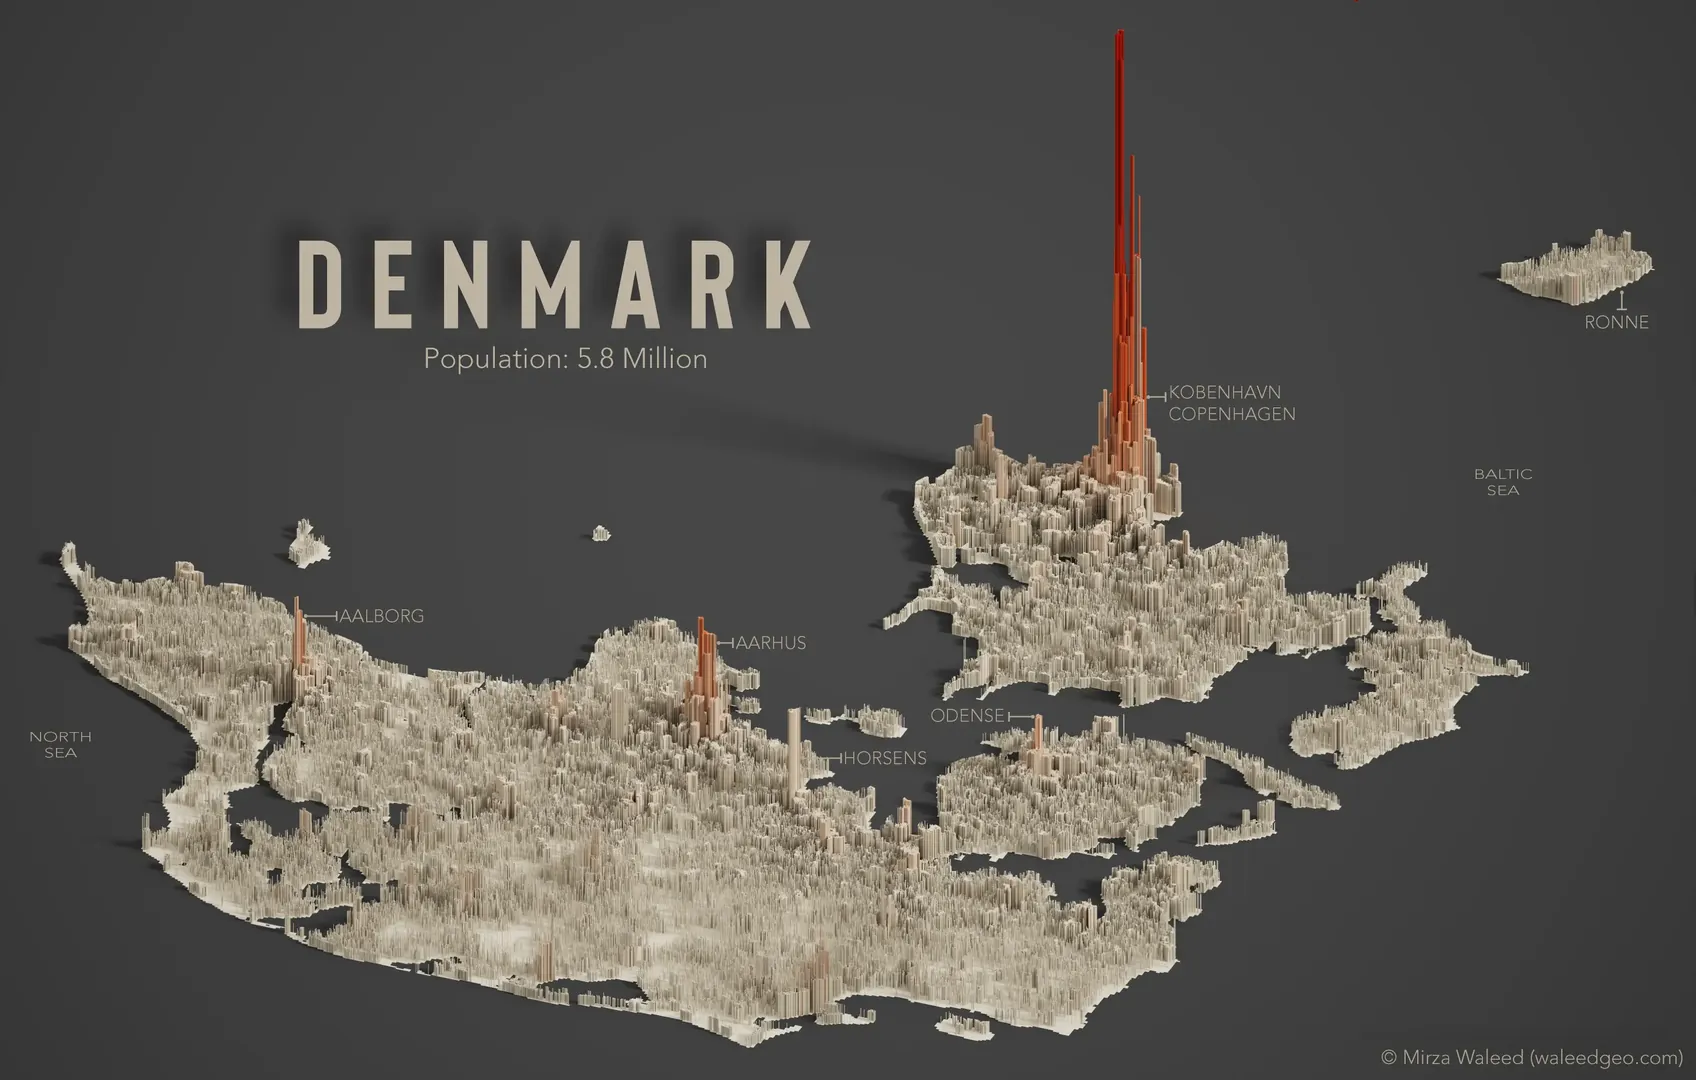 DENMARK
Population: 5.8 Million
RONNE
KOBENHAVN
COPENHAGEN
BALTIC
SEA
AALBORG
AARHUS
ODENSE
NORTH
SEA
HORSENS
© Mirza Waleed (waleedgeo.com)